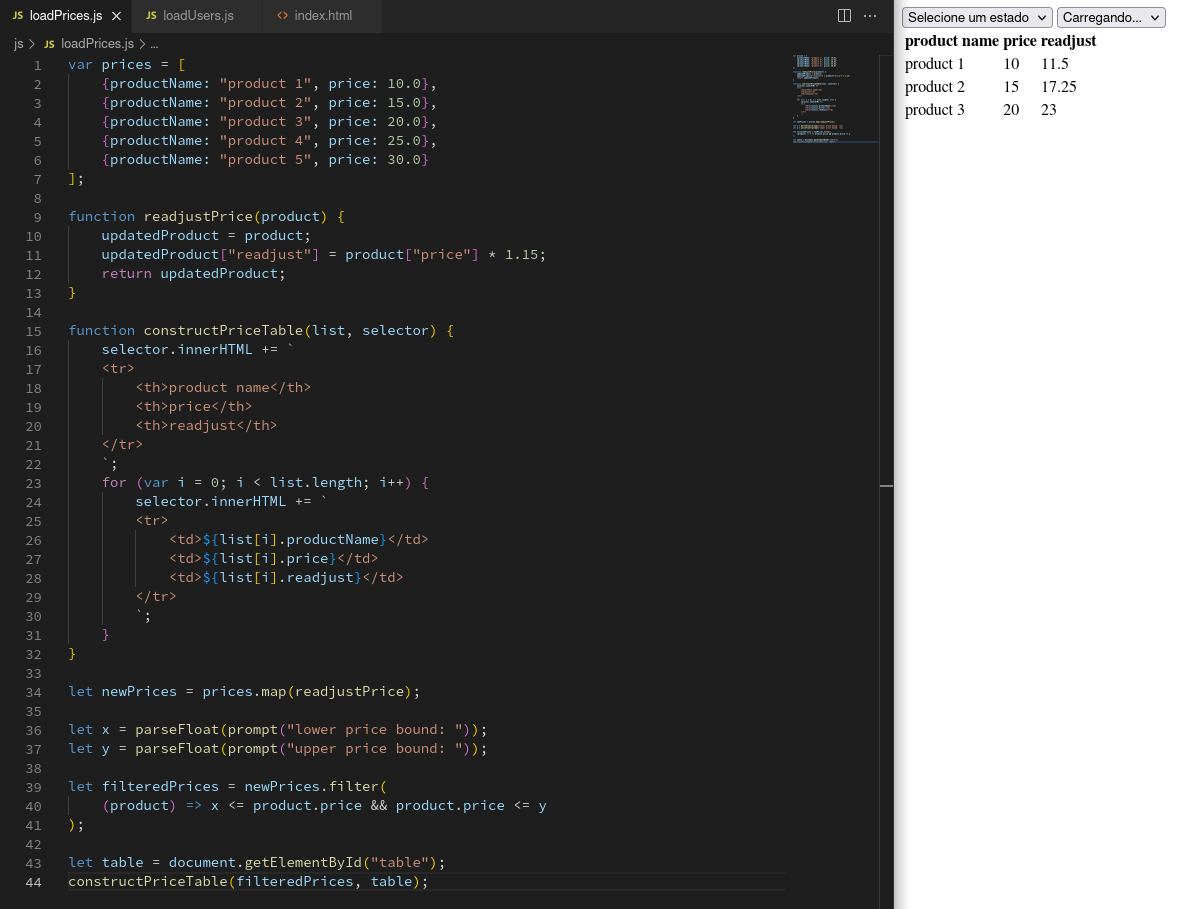 JS loadPrices.js × JS loadUsers.js <> index.html ...
js > JS loadPrices.js > ...
1 var prices = [
2 {productName: "product 1", price: 10.0},
3 {productName: "product 2", price: 15.0},
4 {productName: "product 3", price: 20.0},
5 {productName: "product 4", price: 25.0},
6 {productName: "product 5", price: 30.0}
7 ];
8
9 function readjustPrice(product) {
10 updatedProduct = product;
11 updatedProduct["readjust"] = product["price"] * 1.15;
12 return updatedProduct;
13 }
14
15 function constructPriceTable(list, selector) {
16 selector.innerHTML += `
17 <tr>
18 <th>product name</th>
19 <th>price</th>
20 <th>readjust</th>
21 </tr>
22 `;
23 for (var i = 0; i < list.length; i++) {
24 selector.innerHTML += `
25 <tr>
26 <td>${list[i].productName}</td>
27 <td>${list[i].price}</td>
28 <td>${list[i].readjust}</td>
29 </tr>
30 `;
31 }
32 }
33
34 let newPrices = prices.map(readjustPrice);
35
36 let x = parseFloat(prompt("lower price bound: "));
37 let y = parseFloat(prompt("upper price bound: "));
38
39 let filteredPrices = newPrices.filter(
40 (product) => x <= product.price && product.price <= y
41 );
42
43 let table = document.getElementById("table");
44 constructPriceTable(filteredPrices, table);
Selecione um estado Carregando...
product name price readjust
product 1 10 11.5
product 2 15 17.25
product 3 20 23